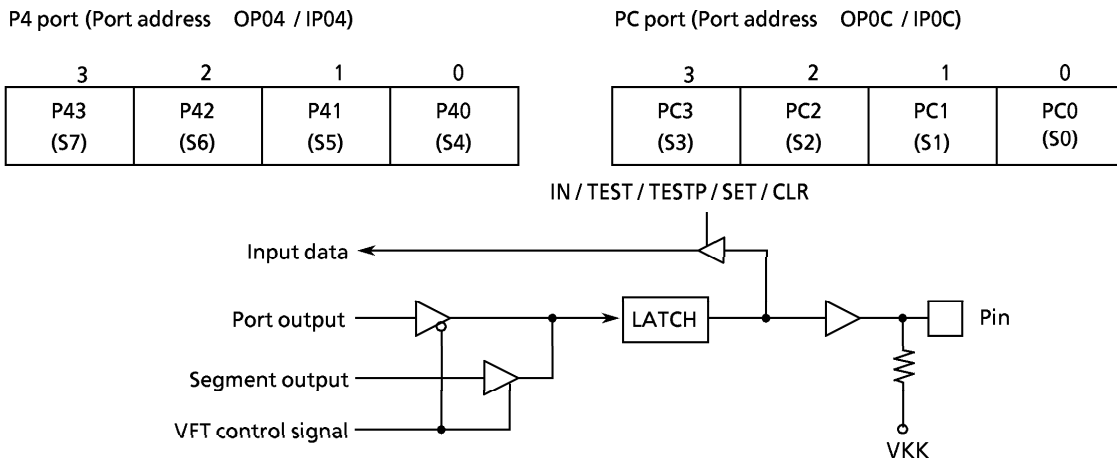 P4 port (Port address OP04 / IP04)
3 2 1 0
P43 P42 P41 P40
(S7) (S6) (S5) (S4)
PC port (Port address OP0C / IP0C)
3 2 1 0
PC3 PC2 PC1 PC0
(S3) (S2) (S1) (S0)
IN / TEST / TESTP / SET / CLR
Input data
Port output
LATCH
Pin
Segment output
VFT control signal
VKK